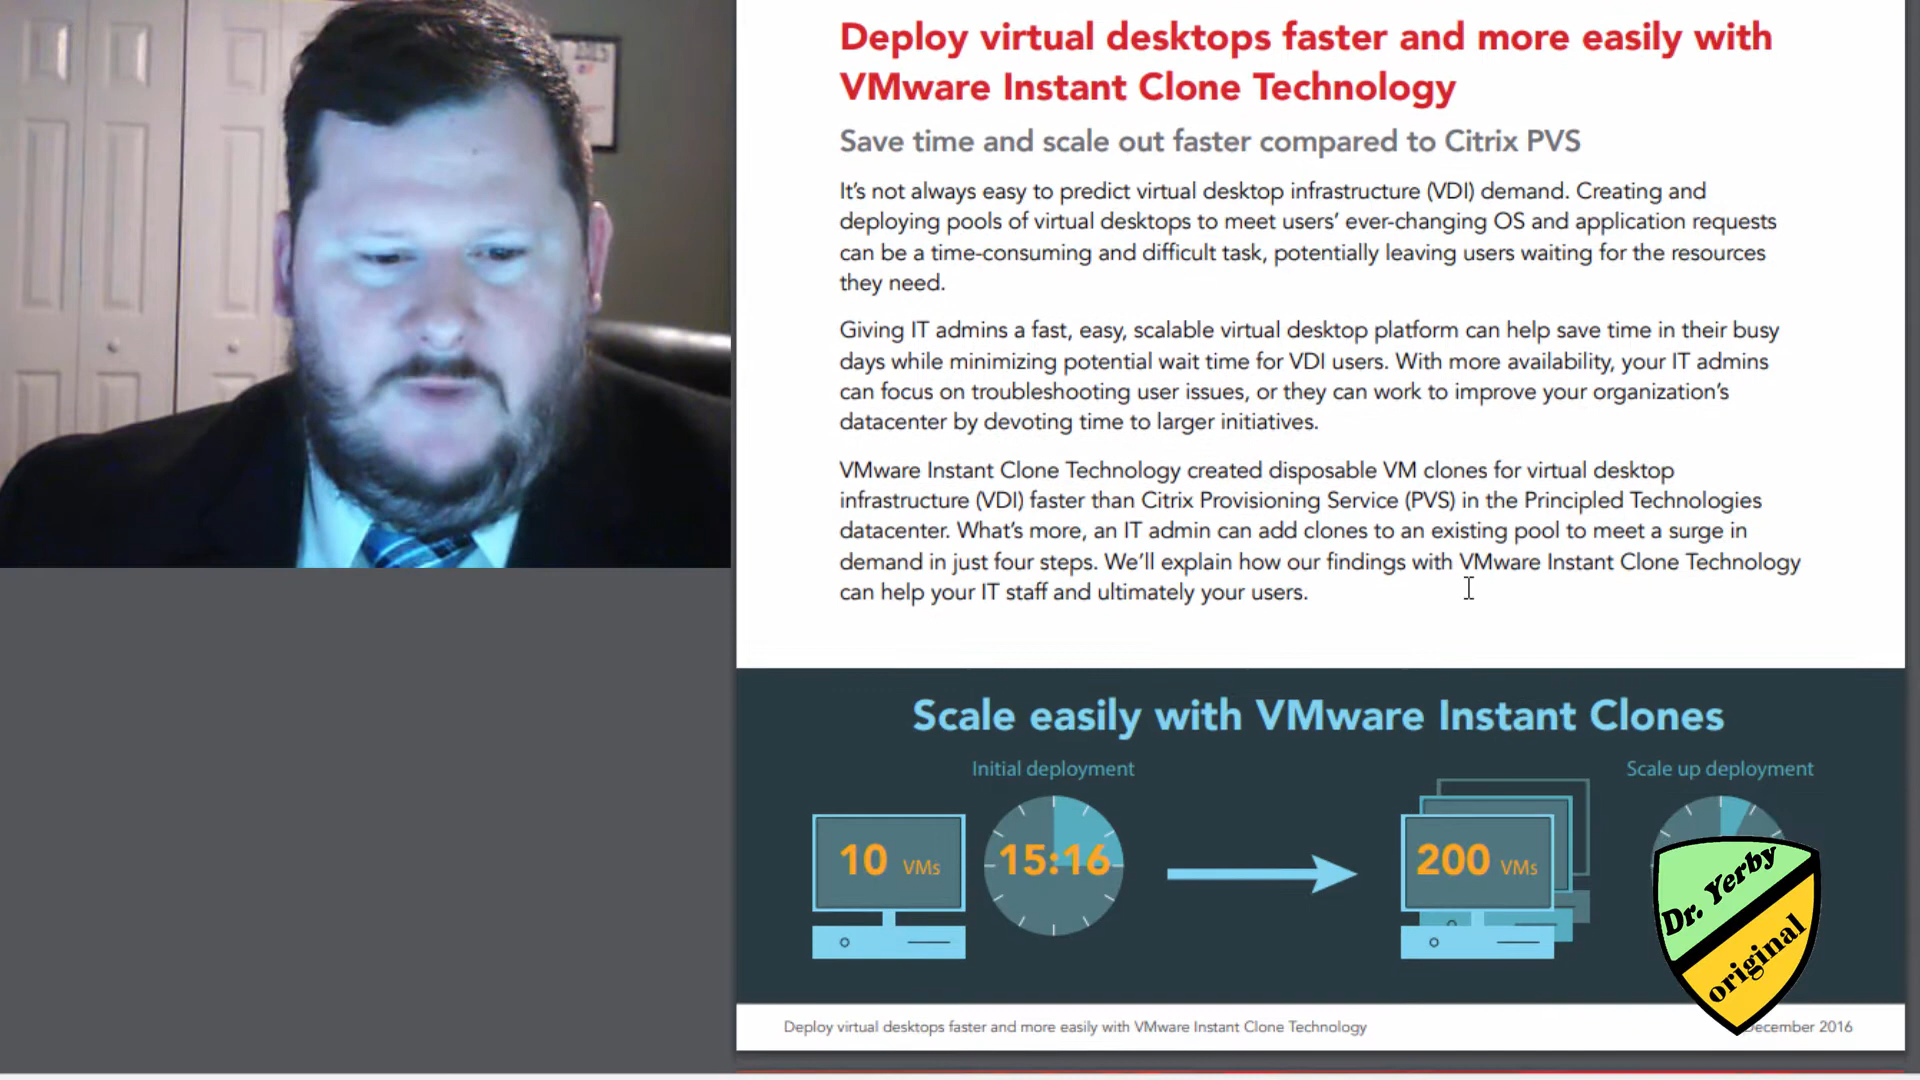 Deploy virtual desktops faster and more easily with
VMware Instant Clone Technology
Save time and scale out faster compared to Citrix PVS
It's not always easy to predict virtual desktop infrastructure (VDI) demand. Creating and
deploying pools of virtual desktops to meet users' ever-changing OS and application requests
can be a time-consuming and difficult task, potentially leaving users waiting for the resources
they need.
Giving IT admins a fast, easy, scalable virtual desktop platform can help save time in their busy
days while minimizing potential wait time for VDI users. With more availability, your IT admins
can focus on troubleshooting user issues, or they can work to improve your organization's
datacenter by devoting time to larger initiatives.
VMware Instant Clone Technology created disposable VM clones for virtual desktop
infrastructure (VDI) faster than Citrix Provisioning Service (PVS) in the Principled Technologies
datacenter. What's more, an IT admin can add clones to an existing pool to meet a surge in
demand in just four steps. We'll explain how our findings with VMware Instant Clone Technology
can help your IT staff and ultimately your users.
Scale easily with VMware Instant Clones
Initial deployment
Scale up deployment
10 VMs
15:16
200 VMs
Dr. Yerby
original
Deploy virtual desktops faster and more easily with VMware Instant Clone Technology
2016